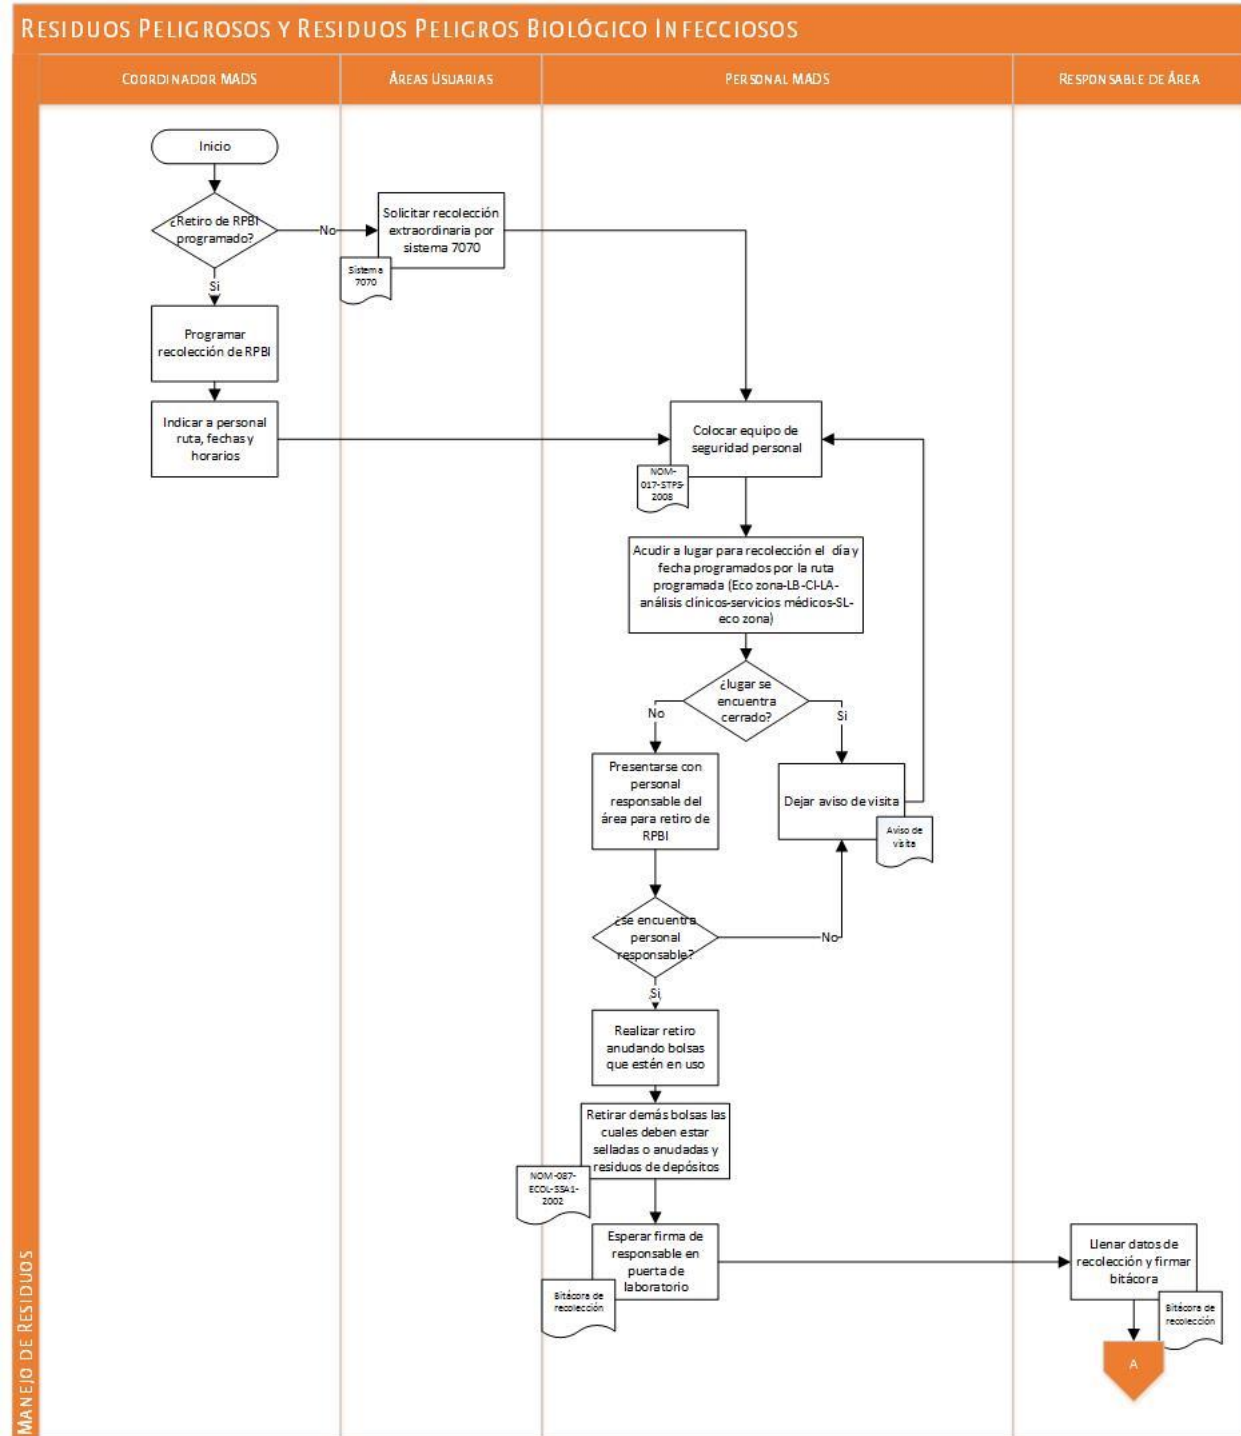 RESIDUOS PELIGROSOS Y RESIDUOS PELIGROS BIOLÓGICO INFECCIOSOS
COORDINADOR MADS
ÁREAS USUARIAS
PERSONAL MADS
RESPONSABLE DE ÁREA
Inicio
¿Retiro de RPBI
programado?
No
Solicitar recolección
extraordinaria por
sistema 7070
Sistema
7070
Si
Programar
recolección de RPBI
Indicar a personal
ruta, fechas y
horarios
Colocar equipo de
seguridad personal
NOM-
017-STPS-
2008
Acudir a lugar para recolección el día y
fecha programados por la ruta
programada (Eco zona-LB-CI-LA-
análisis clínicos-servicios médicos-SL-
eco zona)
¿lugar se
encuentra
cerrado?
No
Si
Presentarse con
personal
responsable del
área para retiro de
RPBI
Dejar aviso de visita
Aviso de
visita
¿se encuentra
personal
responsable?
No
Si
Realizar retiro
anudando bolsas
que estén en uso
Retirar demás bolsas las
cuales deben estar
selladas o anudadas y
residuos de depósitos
NOM-087-
ECOL-SSA1-
2002
Esperar firma de
responsable en
puerta de
laboratorio
Bitácora de
recolección
Llenar datos de
recolección y firmar
bitácora
Bitácora de
recolección
A
MANEJO DE RESIDUOS